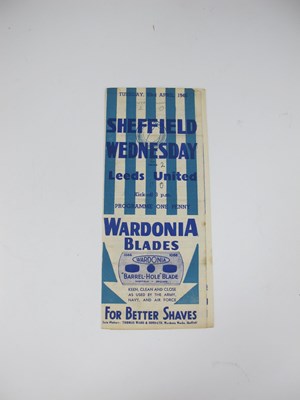 TUESDAY, APRIL,
SHEFFIELD
WEDNESDAY
Leeds United
Kick-off p.m.
PROGRAMME ONE PENNY
WARDONIA
BLADES
WARDONIA
"BARREL-HOLE" BLADE
KEEN, CLEAN AND CLOSE
AS USED BY THE ARMY,
NAVY, AND AIR FORCE
FOR BETTER SHAVES